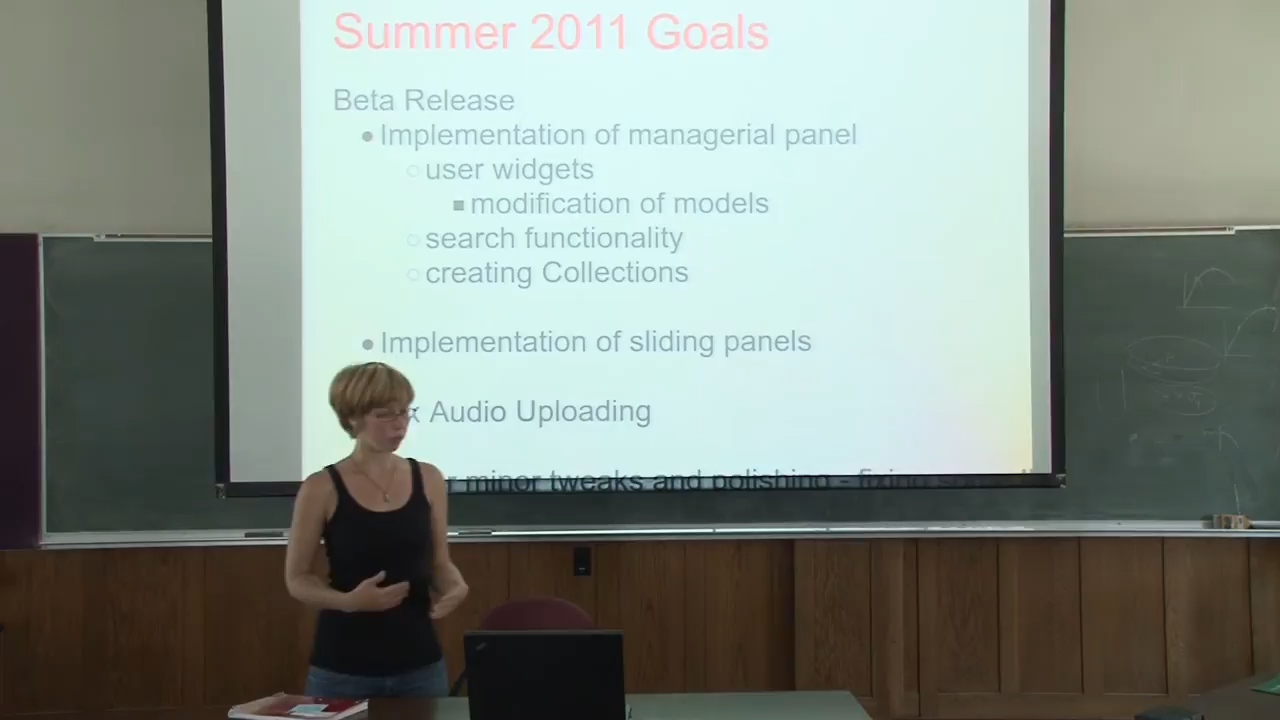 Summer 2011 Goals
Beta Release
• Implementation of managerial panel
○ user widgets
■ modification of models
○ search functionality
○ creating Collections
• Implementation of sliding panels
Audio Uploading
minor tweaks and polishing - fixing